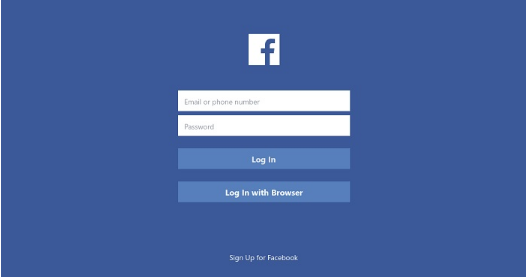 f
Email or phone number
Password
Log In
Log In with Browser
Sign Up for Facebook